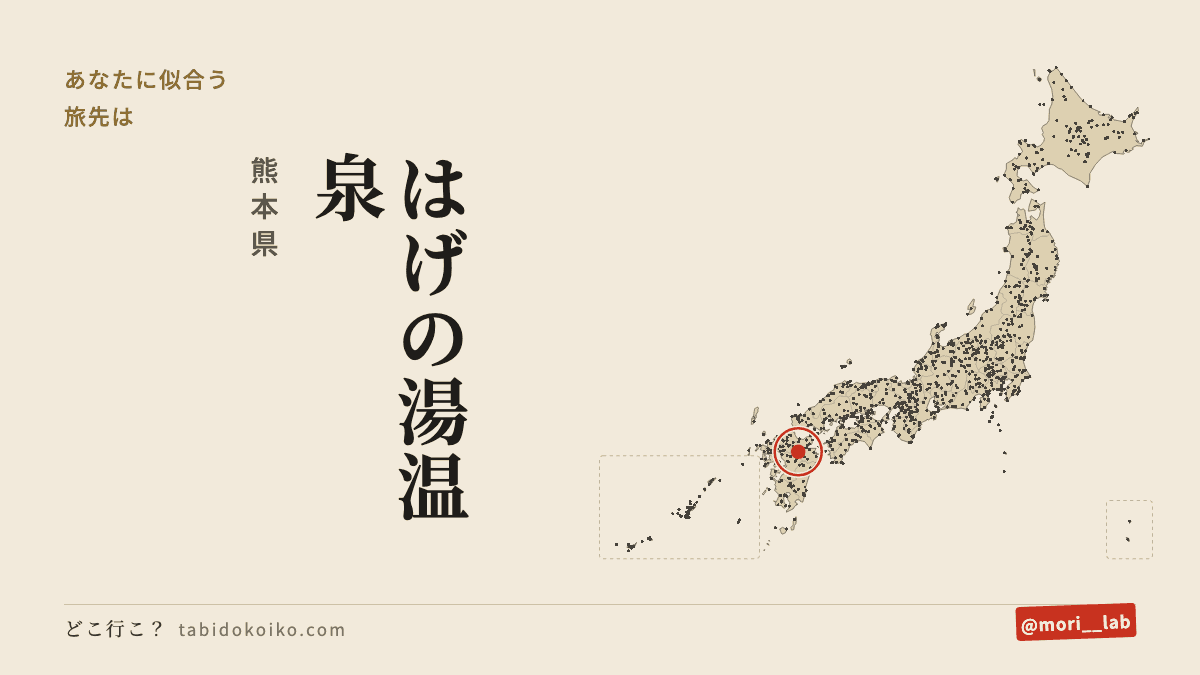 あなたに似合う
旅先は
はげの湯温
泉
熊本県
どこ行こ？ tabidokoiko.com
@mori__lab